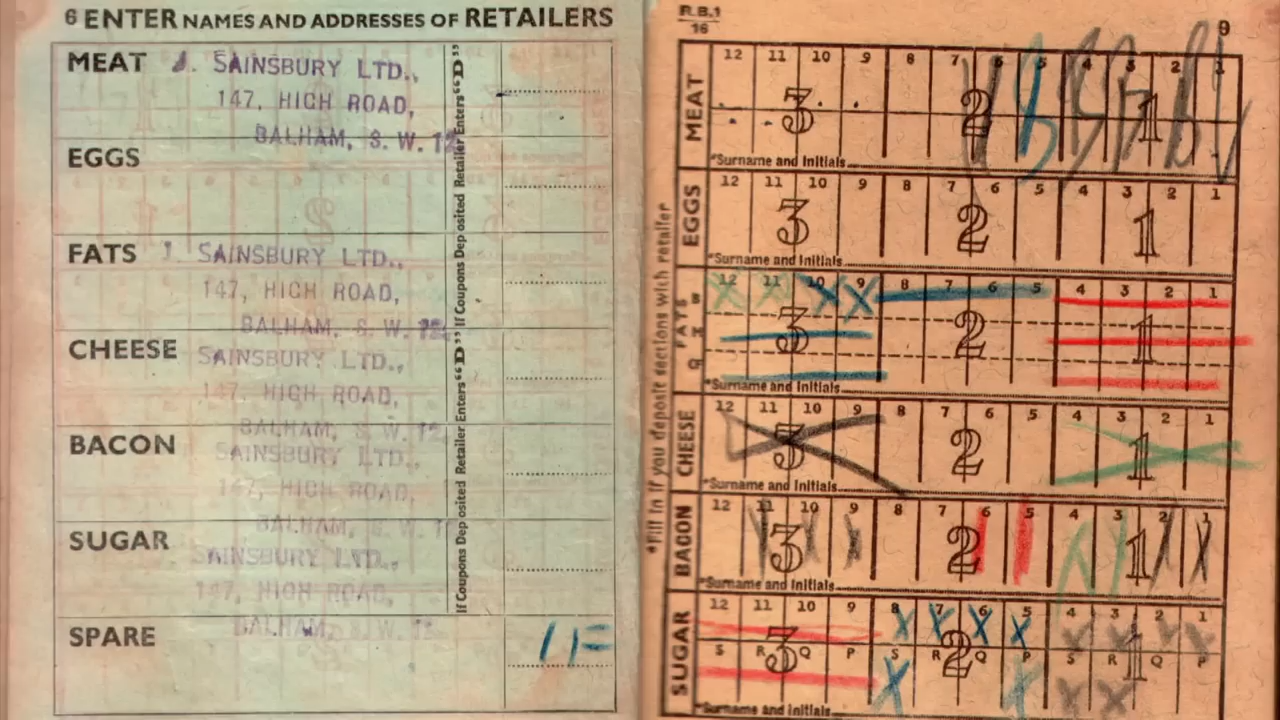 6 ENTER NAMES AND ADDRESSES OF RETAILERS
MEAT J. SAINSBURY LTD.,
147, HIGH ROAD,
BALHAM, S.W. 12.
EGGS
FATS J. SAINSBURY LTD.,
147, HIGH ROAD,
BALHAM, S.W. 12.
CHEESE SAINSBURY LTD.,
147 HIGH ROAD,
BALHAM, S.W. 12
BACON SAINSBURY LTD.,
147, HIGH ROAD,
BALHAM, S.W. 1
SUGAR SAINSBURY LTD.,
147, HIGH ROAD,
SPARE BALHAM, S.W. 12
1F
If Coupons Deposited Retailer Enters "D"
If Coupons Deposited Retailer Enters "D"
R.B.1
16
9
*Fill in if you deposit sections with retailer
MEAT
12 11 10 9 8 7 6 5 4 3 2 1
3 2 1
*Surname and Initials
EGGS
12 11 10 9 8 7 6 5 4 3 2 1
3 2 1
*Surname and Initials
FATS
12 11 10 9 8 7 6 5 4 3 2 1
3 2 1
*Surname and Initials
CHEESE
12 11 10 9 8 7 6 5 4 3 2 1
3 2 1
*Surname and Initials
BACON
12 11 10 9 8 7 6 5 4 3 2 1
3 2 1
*Surname and Initials
SUGAR
12 11 10 9 8 7 6 5 4 3 2 1
3 2 1
S R Q P S R Q P S R Q P
*Surname and Initials